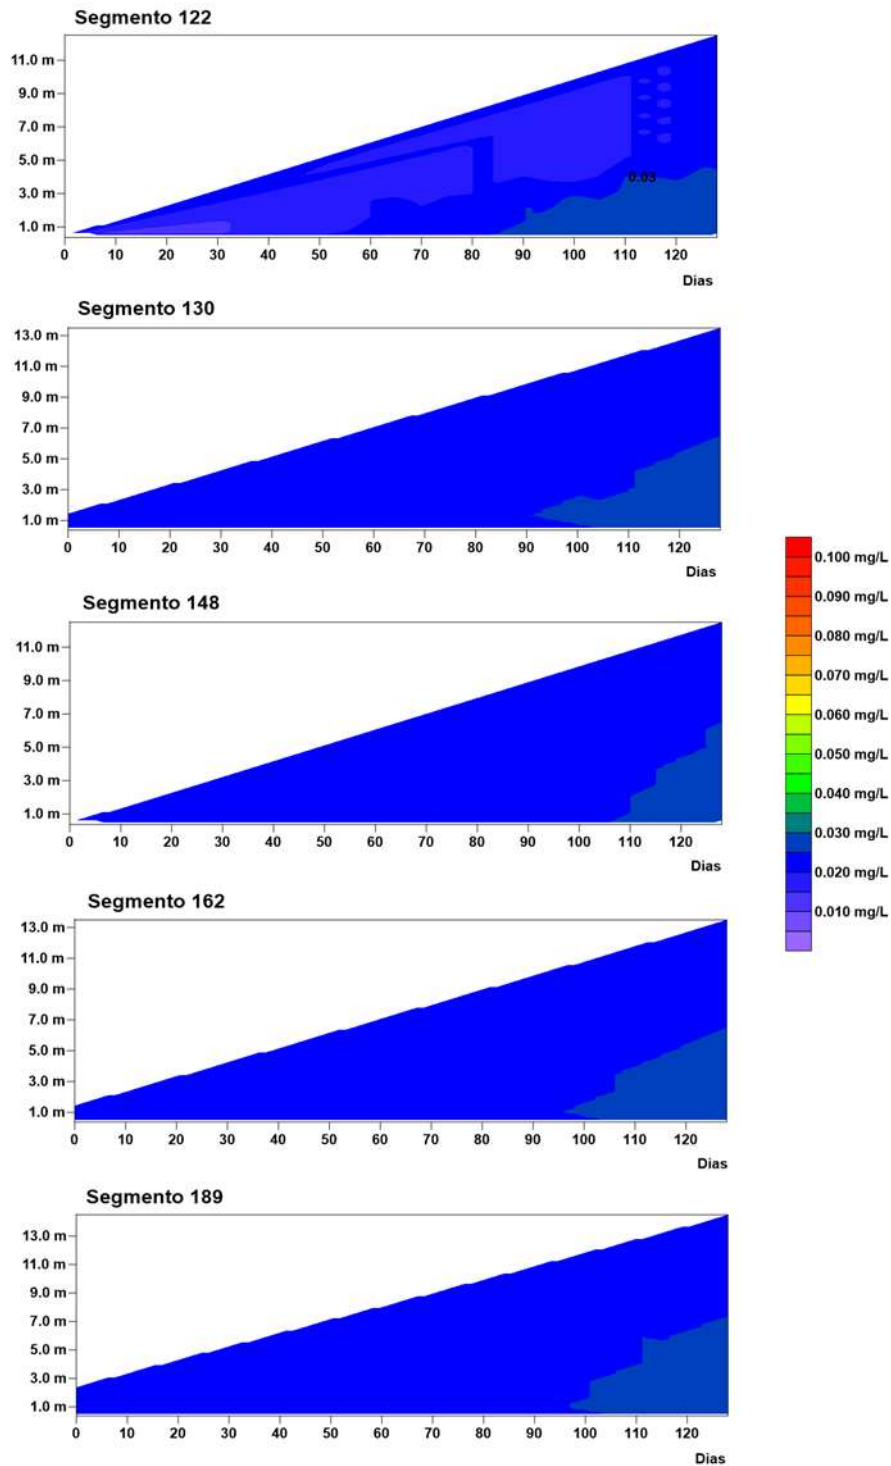 Segmento 122
11.0 m
9.0 m
7.0 m
5.0 m
3.0 m
1.0 m
0.03
0 10 20 30 40 50 60 70 80 90 100 110 120
Dias
Segmento 130
13.0 m
11.0 m
9.0 m
7.0 m
5.0 m
3.0 m
1.0 m
0 10 20 30 40 50 60 70 80 90 100 110 120
Dias
Segmento 148
11.0 m
9.0 m
7.0 m
5.0 m
3.0 m
1.0 m
0 10 20 30 40 50 60 70 80 90 100 110 120
Dias
Segmento 162
13.0 m
11.0 m
9.0 m
7.0 m
5.0 m
3.0 m
1.0 m
0 10 20 30 40 50 60 70 80 90 100 110 120
Dias
Segmento 189
13.0 m
11.0 m
9.0 m
7.0 m
5.0 m
3.0 m
1.0 m
0 10 20 30 40 50 60 70 80 90 100 110 120
Dias
0.100 mg/L
0.090 mg/L
0.080 mg/L
0.070 mg/L
0.060 mg/L
0.050 mg/L
0.040 mg/L
0.030 mg/L
0.020 mg/L
0.010 mg/L